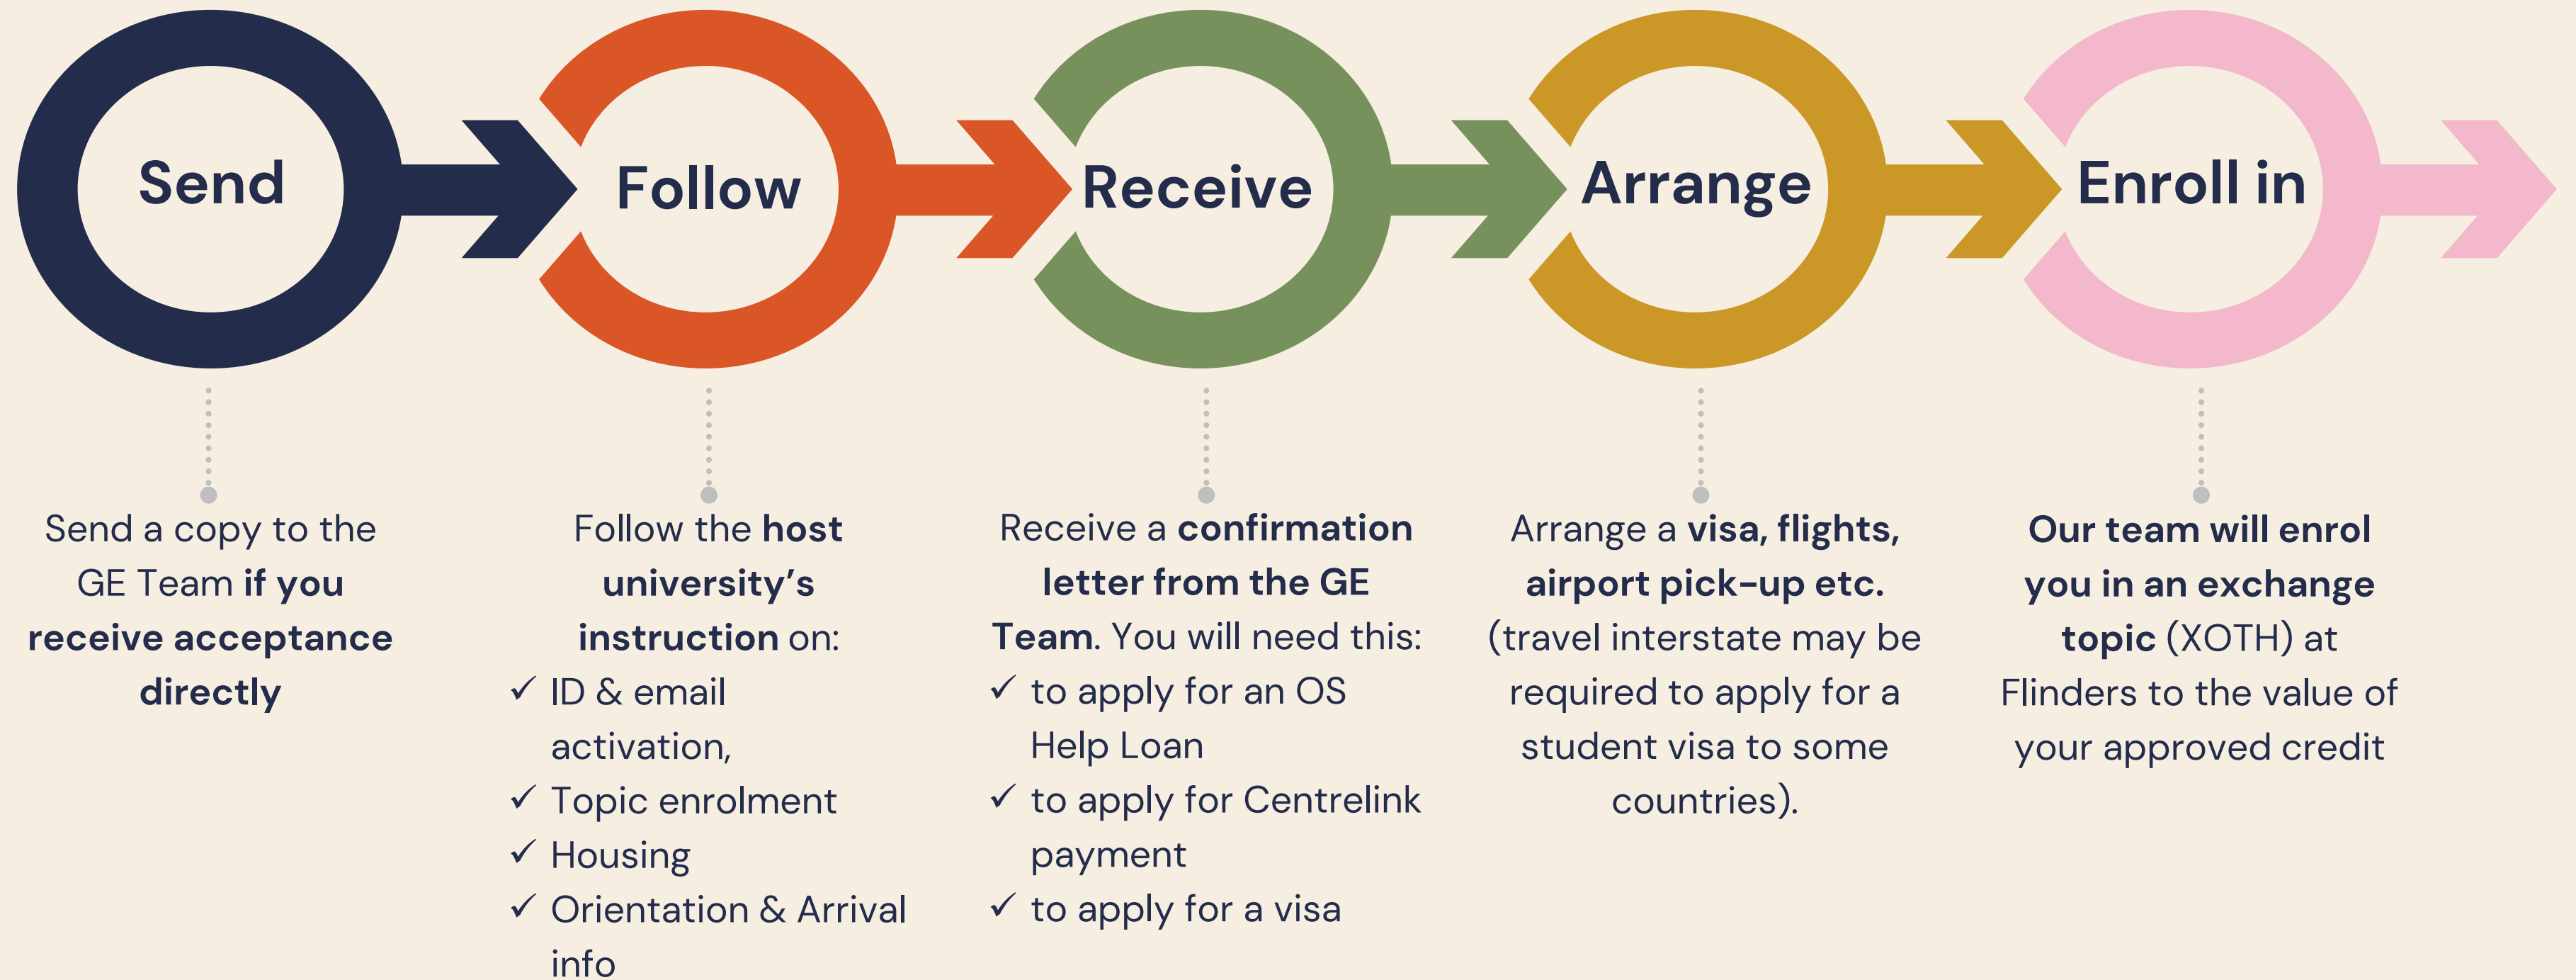 Send
Follow
Receive
Arrange
Enroll in
Send a copy to the
GE Team if you
receive acceptance
directly
Follow the host
university’s
instruction on:
✓ ID & email
activation,
✓ Topic enrolment
✓ Housing
✓ Orientation & Arrival
info
Receive a confirmation
letter from the GE
Team. You will need this:
✓ to apply for an OS
Help Loan
✓ to apply for Centrelink
payment
✓ to apply for a visa
Arrange a visa, flights,
airport pick-up etc.
(travel interstate may be
required to apply for a
student visa to some
countries).
Our team will enrol
you in an exchange
topic (XOTH) at
Flinders to the value of
your approved credit